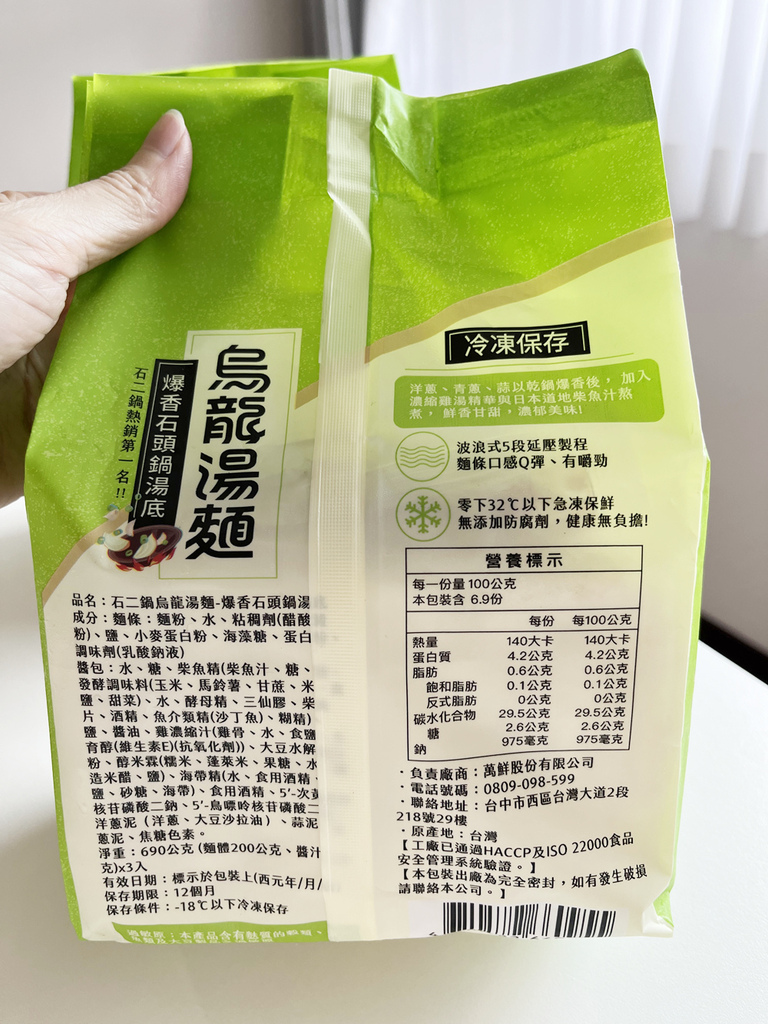 烏龍湯麵
爆香石頭鍋湯底
石二鍋熱銷第一名!!
品名：石二鍋烏龍湯麵-爆香石頭鍋湯
成分：麵條：麵粉、水、粘稠劑(醋酸
粉)、鹽、小麥蛋白粉、海藻糖、蛋白
調味劑(乳酸鈉液)
醬包：水、糖、柴魚精(柴魚汁、糖、
發酵調味料(玉米、馬鈴薯、甘蔗、米
鹽、甜菜)、水、酵母精、三仙膠、柴
片、酒精、魚介類精(沙丁魚)、糊精)
鹽、醬油、雞濃縮汁(雞骨、水、食鹽
育醇(維生素E)(抗氧化劑))、大豆水解
粉、醇米霖(糯米、蓬萊米、果糖、水
造米醋、鹽)、海帶精(水、食用酒精
鹽、砂糖、海帶)、食用酒精、5'-次黃
核苷磷酸二鈉、5'-鳥嘌呤核苷磷酸二
洋蔥泥（洋蔥、大豆沙拉油）、蒜泥
蔥泥、焦糖色素。
淨重：690公克 (麵體200公克、醬汁
克)x3入
有效日期：標示於包裝上(西元年/月/
保存期限：12個月
保存條件：-18℃以下冷凍保存
冷凍保存
洋蔥、青蔥、蒜以乾鍋爆香後，加入
濃縮雞湯精華與日本道地柴魚汁熬
煮，鮮香甘甜，濃郁美味!
波浪式5段延壓製程
麵條口感Q彈、有嚼勁
零下32℃以下急凍保鮮
無添加防腐劑，健康無負擔!
營養標示
每一份量 100公克
本包裝含 6.9份
每份 每100公克
熱量 140大卡 140大卡
蛋白質 4.2公克 4.2公克
脂肪 0.6公克 0.6公克
飽和脂肪 0.1公克 0.1公克
反式脂肪 0公克 0公克
碳水化合物 29.5公克 29.5公克
糖 2.6公克 2.6公克
鈉 975毫克 975毫克
·負責廠商：萬鮮股份有限公司
·電話號碼：0809-098-599
·聯絡地址：台中市西區台灣大道2段
218號29樓
·原產地：台灣
【工廠已通過HACCP及ISO 22000食品
安全管理系統驗證。】
【本包裝出廠為完全密封，如有發生破損
請聯絡本公司。】